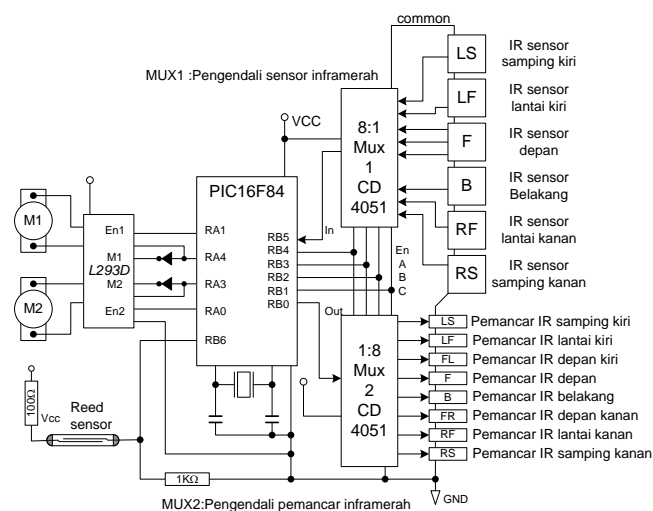 common
MUX1 :Pengendali sensor inframerah
LS
IR sensor
samping kiri
LF
IR sensor
lantai kiri
F
IR sensor
depan
B
IR sensor
Belakang
RF
IR sensor
lantai kanan
RS
IR sensor
samping kanan
VCC
8:1
Mux
1
CD
4051
PIC16F84
RA1
RA4
RA3
RA0
RB6
RB5
RB4
RB3
RB2
RB1
RB0
In
En
A
B
C
Out
M1
M2
En1
M1
L293D
M2
En2
1:8
Mux
2
CD
4051
LS Pemancar IR samping kiri
LF Pemancar IR lantai kiri
FL Pemancar IR depan kiri
F Pemancar IR depan
B Pemancar IR belakang
FR Pemancar IR depan kanan
RF Pemancar IR lantai kanan
RS Pemancar IR samping kanan
100Ω
Vcc
Reed
sensor
1KΩ
GND
MUX2:Pengendali pemancar inframerah